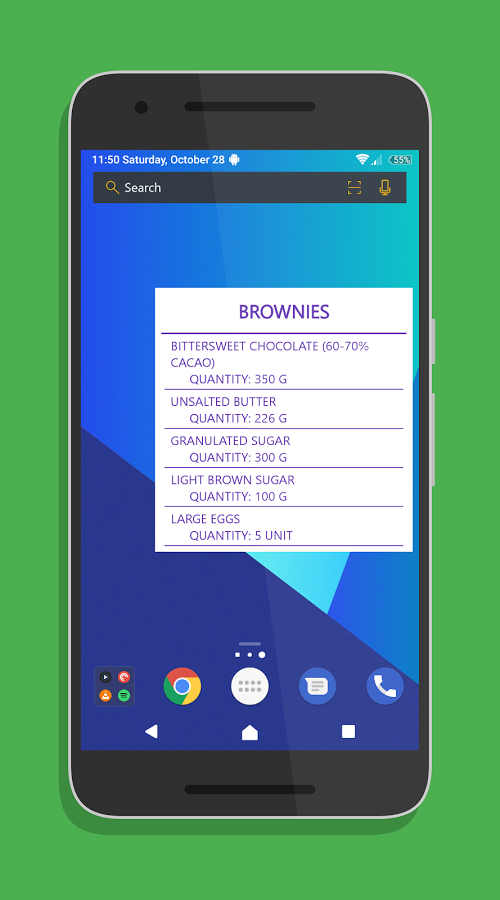 11:50 Saturday, October 28
55%
Search
BROWNIES
BITTERSWEET CHOCOLATE (60-70%
CACAO)
QUANTITY: 350 G
UNSALTED BUTTER
QUANTITY: 226 G
GRANULATED SUGAR
QUANTITY: 300 G
LIGHT BROWN SUGAR
QUANTITY: 100 G
LARGE EGGS
QUANTITY: 5 UNIT